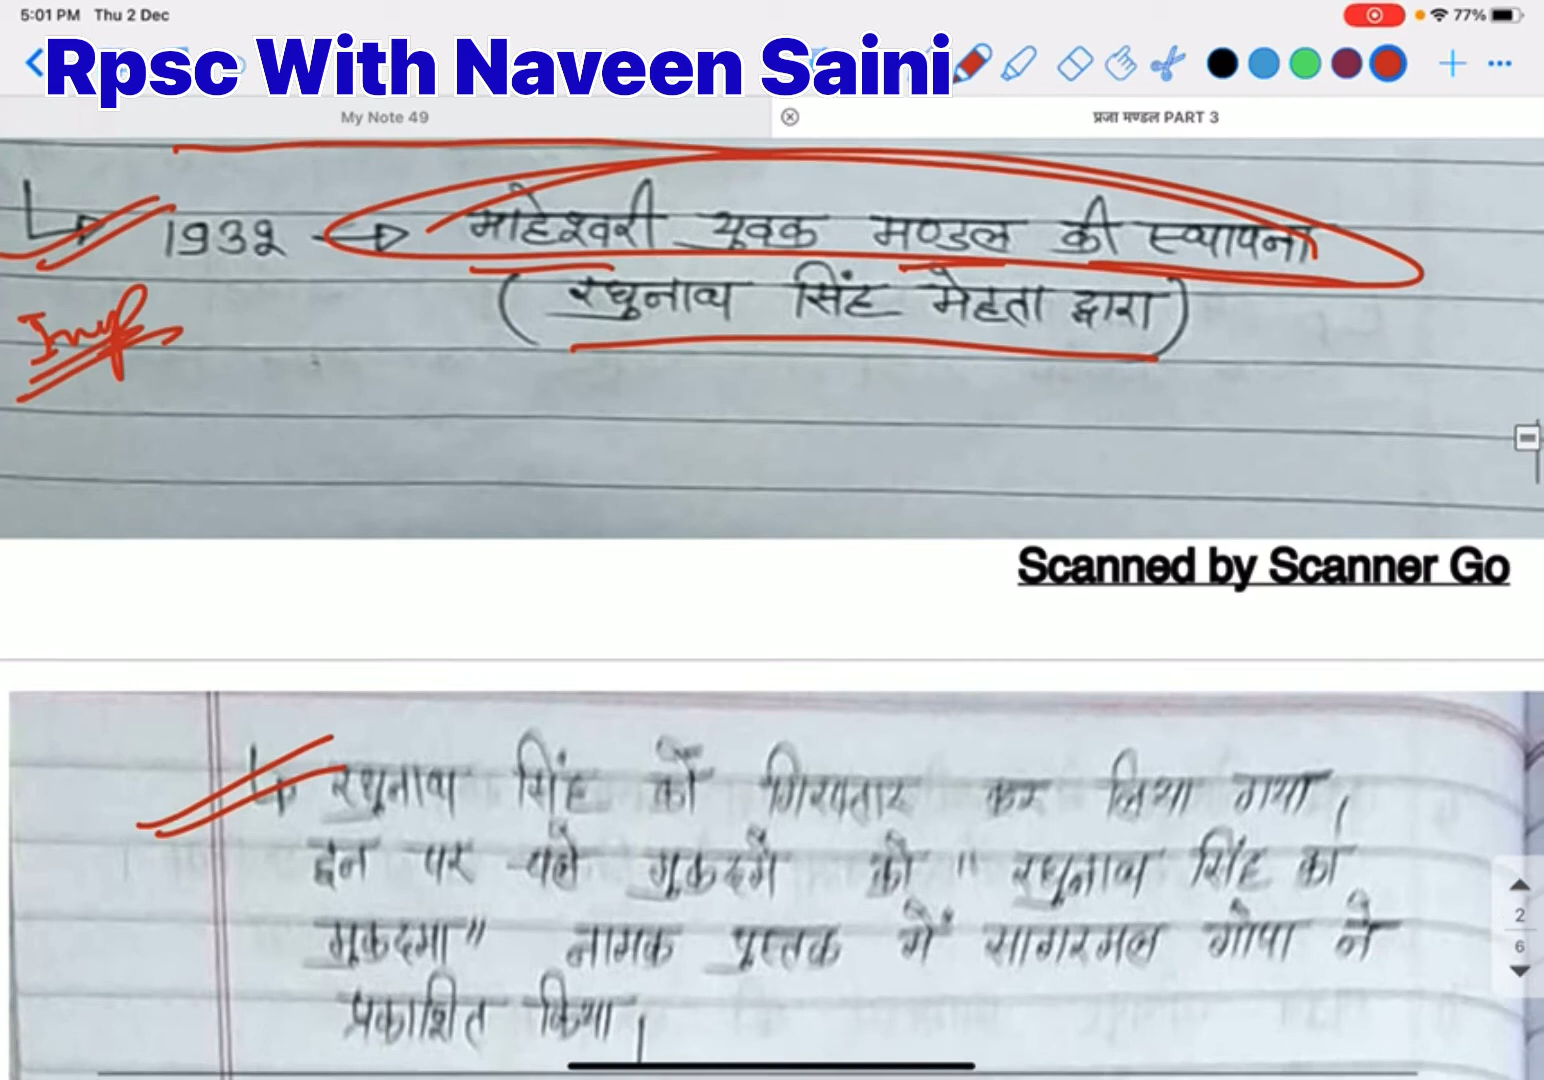 5:01 PM Thu 2 Dec
77%
Rpsc With Naveen Saini
My Note 49
प्रजा मण्डल PART 3
1932 → माहेश्वरी युवक मण्डल की स्थापना
(रघुनाथ सिंह मेहता द्वारा)
Imp
Scanned by Scanner Go
रघुनाथ सिंह को गिरफ्तार कर लिया गया।
इन पर चले मुकदमे को "रघुनाथ सिंह का
मुकदमा" नामक पुस्तक में सागरमल गोपा ने
प्रकाशित किया।
2
6